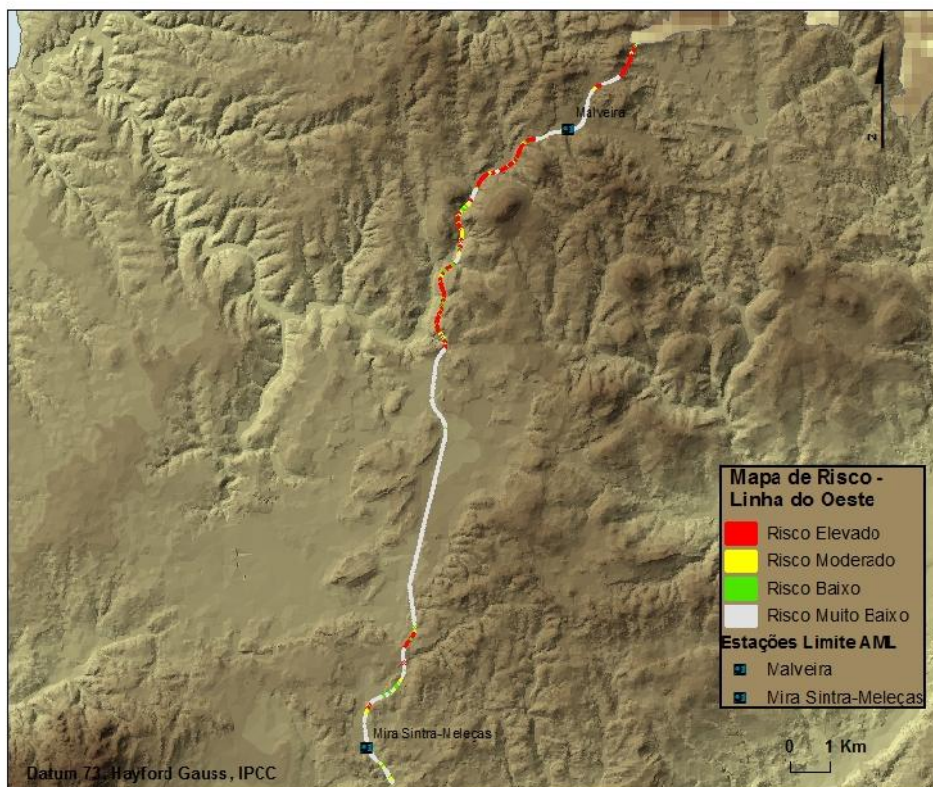 Malveira
N
Mapa de Risco -
Linha do Oeste
Risco Elevado
Risco Moderado
Risco Baixo
Risco Muito Baixo
Estações Limite AML
Malveira
Mira Sintra-Meleças
Mira Sintra-Meleças
0 1 Km
Datum 73, Hayford Gauss, IPCC